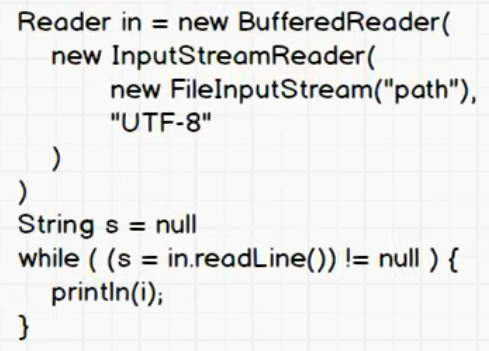 Reader in = new BufferedReader(
new InputStreamReader(
new FileInputStream("path"),
"UTF-8"
)
)
String s = null
while ( (s = in.readLine()) != null ) {
println(i);
}